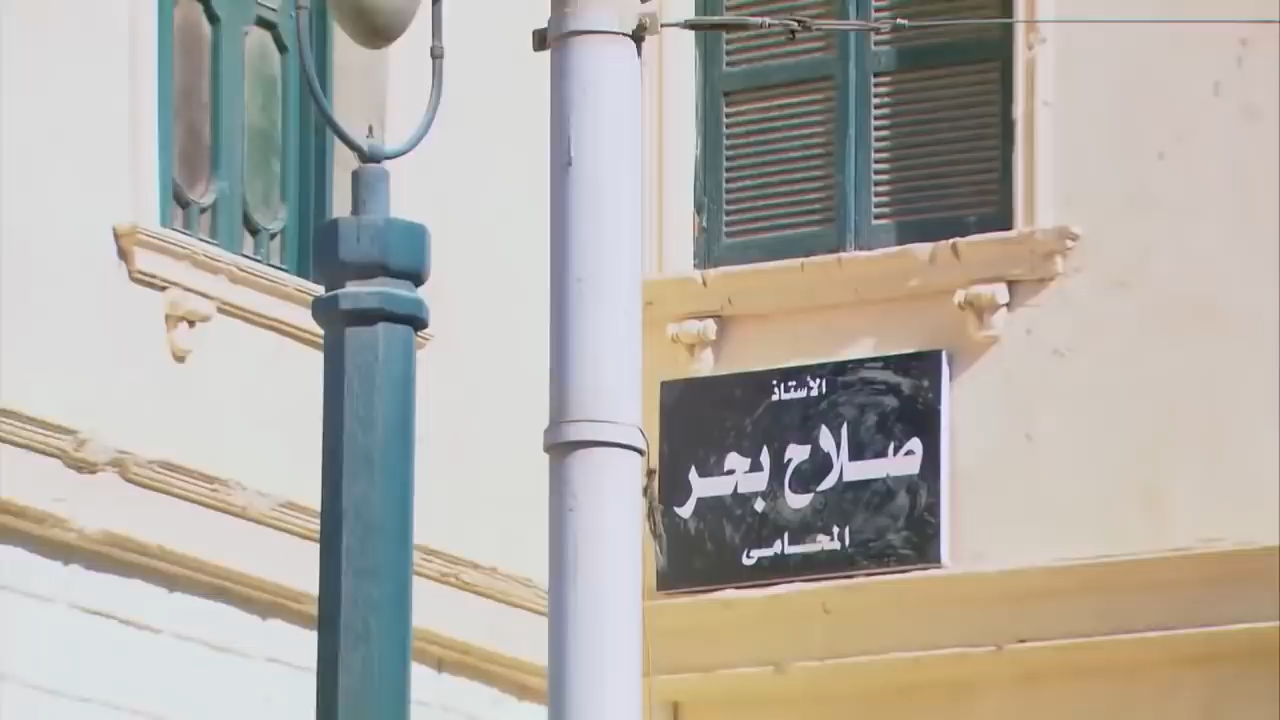 الأستاذ
صلاح بحر
المحامى